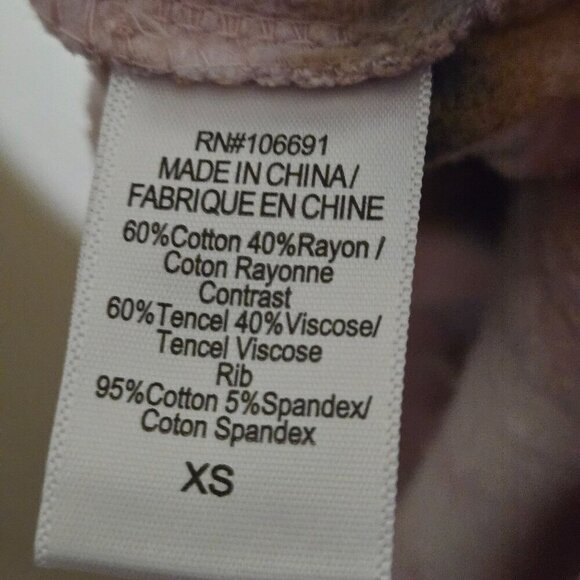 RN#106691
MADE IN CHINA/
FABRIQUE EN CHINE
60%Cotton 40%Rayon /
Coton Rayonne
Contrast
60%Tencel 40%Viscose/
Tencel Viscose
Rib
95%Cotton 5%Spandex/
Coton Spandex
XS